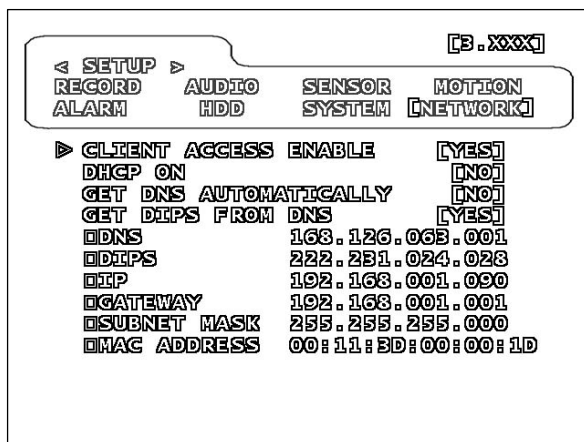 [3.XXX]
< SETUP >
RECORD AUDIO SENSOR MOTION
ALARM HDD SYSTEM [NETWORK]
▷ CLIENT ACCESS ENABLE [YES]
DHCP ON [NO]
GET DNS AUTOMATICALLY [NO]
GET DIPS FROM DNS [YES]
□DNS 168.126.063.001
□DIPS 222.231.024.028
□IP 192.168.001.090
□GATEWAY 192.168.001.001
□SUBNET MASK 255.255.255.000
□MAC ADDRESS 00:11:3D:00:00:1D